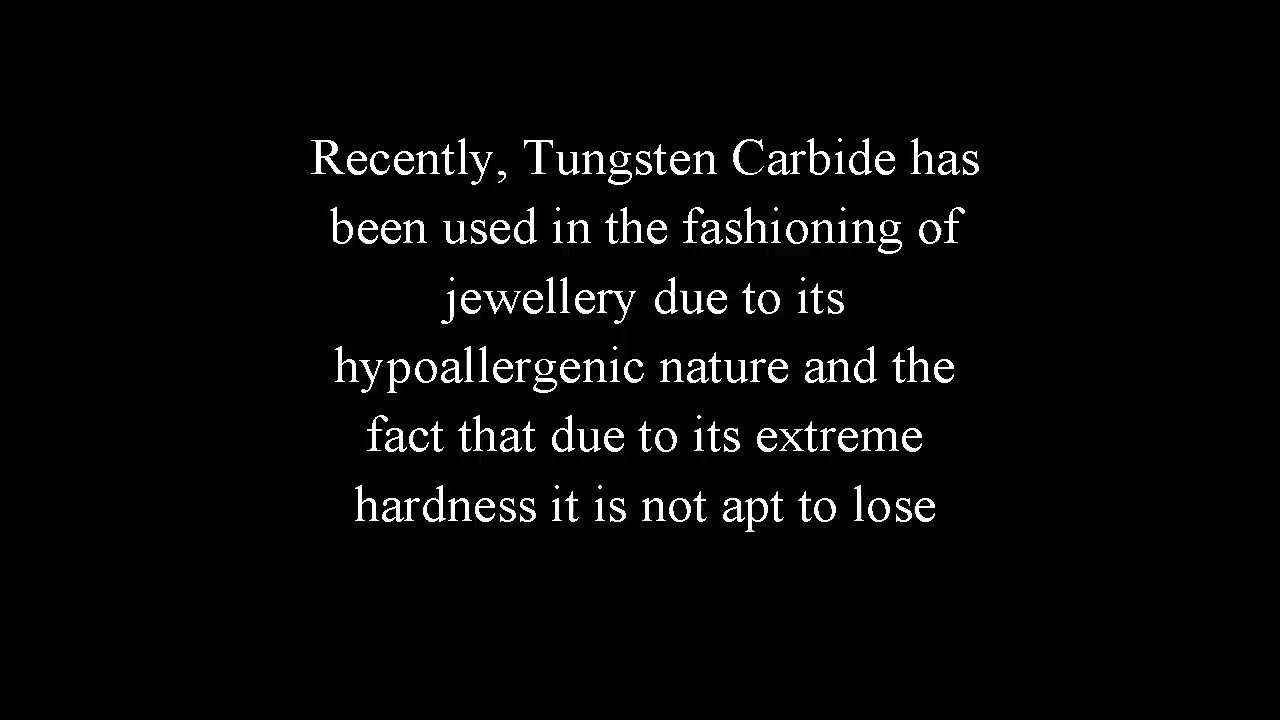 Recently, Tungsten Carbide has
been used in the fashioning of
jewellery due to its
hypoallergenic nature and the
fact that due to its extreme
hardness it is not apt to lose